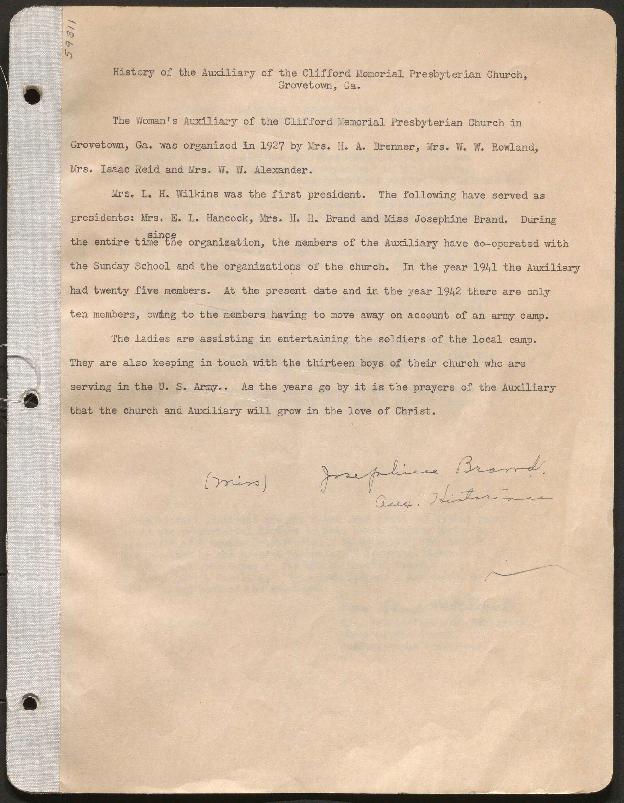 59311
History of the Auxiliary of the Clifford Memorial Presbyterian Church,
Grovetown, Ga.
The Woman's Auxiliary of the Clifford Memorial Presbyterian Church in
Grovetown, Ga. was organized in 1927 by Mrs. H. A. Brenner, Mrs. W. W. Rowland,
Mrs. Isaac Reid and Mrs. W. W. Alexander.
Mrs. L. H. Wilkins was the first president. The following have served as
presidents: Mrs. E. L. Hancock, Mrs. H. H. Brand and Miss Josephine Brand. During
since
the entire time the organization, the members of the Auxiliary have co-operated with
the Sunday School and the organizations of the church. In the year 1941 the Auxiliary
had twenty five members. At the present date and in the year 1942 there are only
ten members, owing to the members having to move away on account of an army camp.
The ladies are assisting in entertaining the soldiers of the local camp.
They are also keeping in touch with the thirteen boys of their church who are
serving in the U. S. Army.. As the years go by it is the prayers of the Auxiliary
that the church and Auxiliary will grow in the love of Christ.
(Miss) Josephine Brand.
Aux. Historian